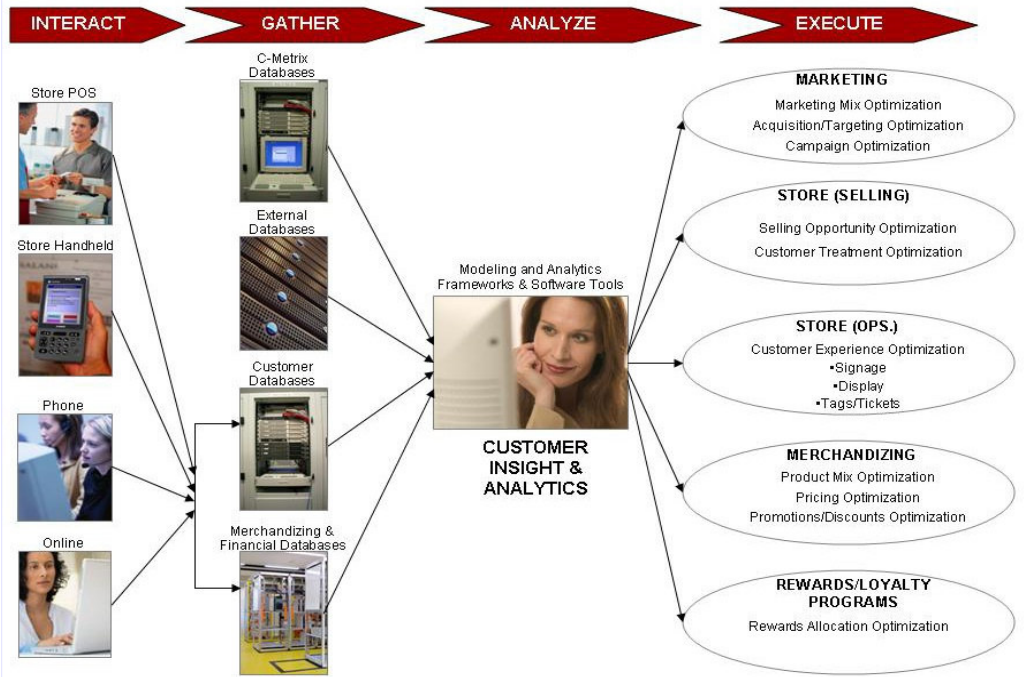 INTERACT
GATHER
ANALYZE
EXECUTE
Store POS
Store Handheld
Phone
Online
C-Metrix
Databases
External
Databases
Customer
Databases
Merchandizing &
Financial Databases
Modeling and Analytics
Frameworks & Software Tools
CUSTOMER
INSIGHT &
ANALYTICS
MARKETING
Marketing Mix Optimization
Acquisition/Targeting Optimization
Campaign Optimization
STORE (SELLING)
Selling Opportunity Optimization
Customer Treatment Optimization
STORE (OPS.)
Customer Experience Optimization
•Signage
•Display
•Tags/Tickets
MERCHANDIZING
Product Mix Optimization
Pricing Optimization
Promotions/Discounts Optimization
REWARDS/LOYALTY
PROGRAMS
Rewards Allocation Optimization